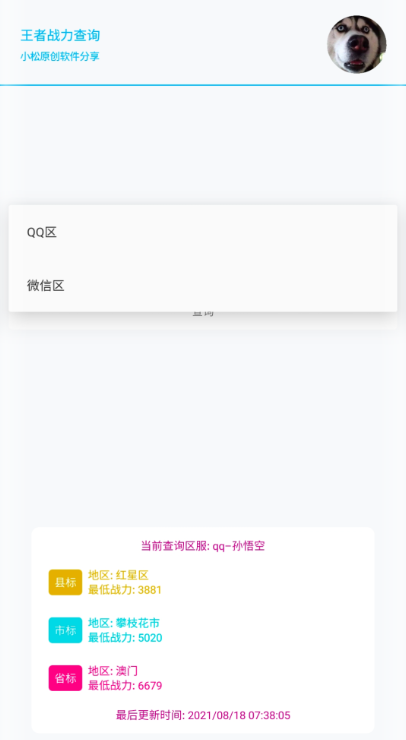 王者战力查询
小松原创软件分享
QQ区
微信区
查询
当前查询区服: qq-孙悟空
县标
地区: 红星区
最低战力: 3881
市标
地区: 攀枝花市
最低战力: 5020
省标
地区: 澳门
最低战力: 6679
最后更新时间: 2021/08/18 07:38:05